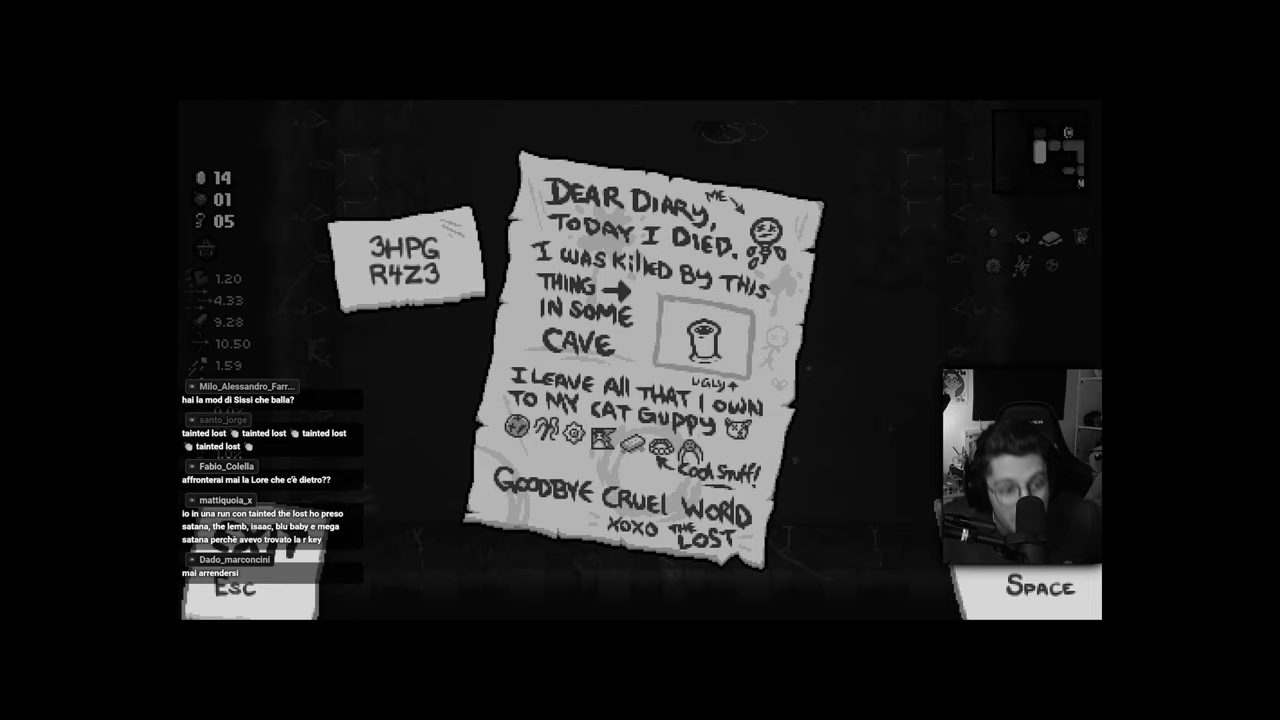 14
01
05
1.20
4.33
9.28
10.50
1.59
3HPG
R4Z3
DEAR DIARY,
ME
TODAY I DIED.
I WAS KILLED BY THIS
THING
IN SOME
CAVE
UGLY
I LEAVE All THAT I OWN
TO MY CAT GUPPY
COOl STUFF!
GOODBYE CRUEL WORlD
XOXO THE
LOST
Milo_Alessandro_Farr...
hai la mod di Sissi che balla?
santo_jorge
tainted lost 👏 tainted lost 👏 tainted lost
👏 tainted lost 👏
Fabio_Colella
affronterai mai la Lore che c'è dietro??
mattiquoia_x
io in una run con tainted the lost ho preso
satana, the lemb, isaac, blu baby e mega
satana perchè avevo trovato la r key
Dado_marconcini
mai arrendersi
ESC
SPACE